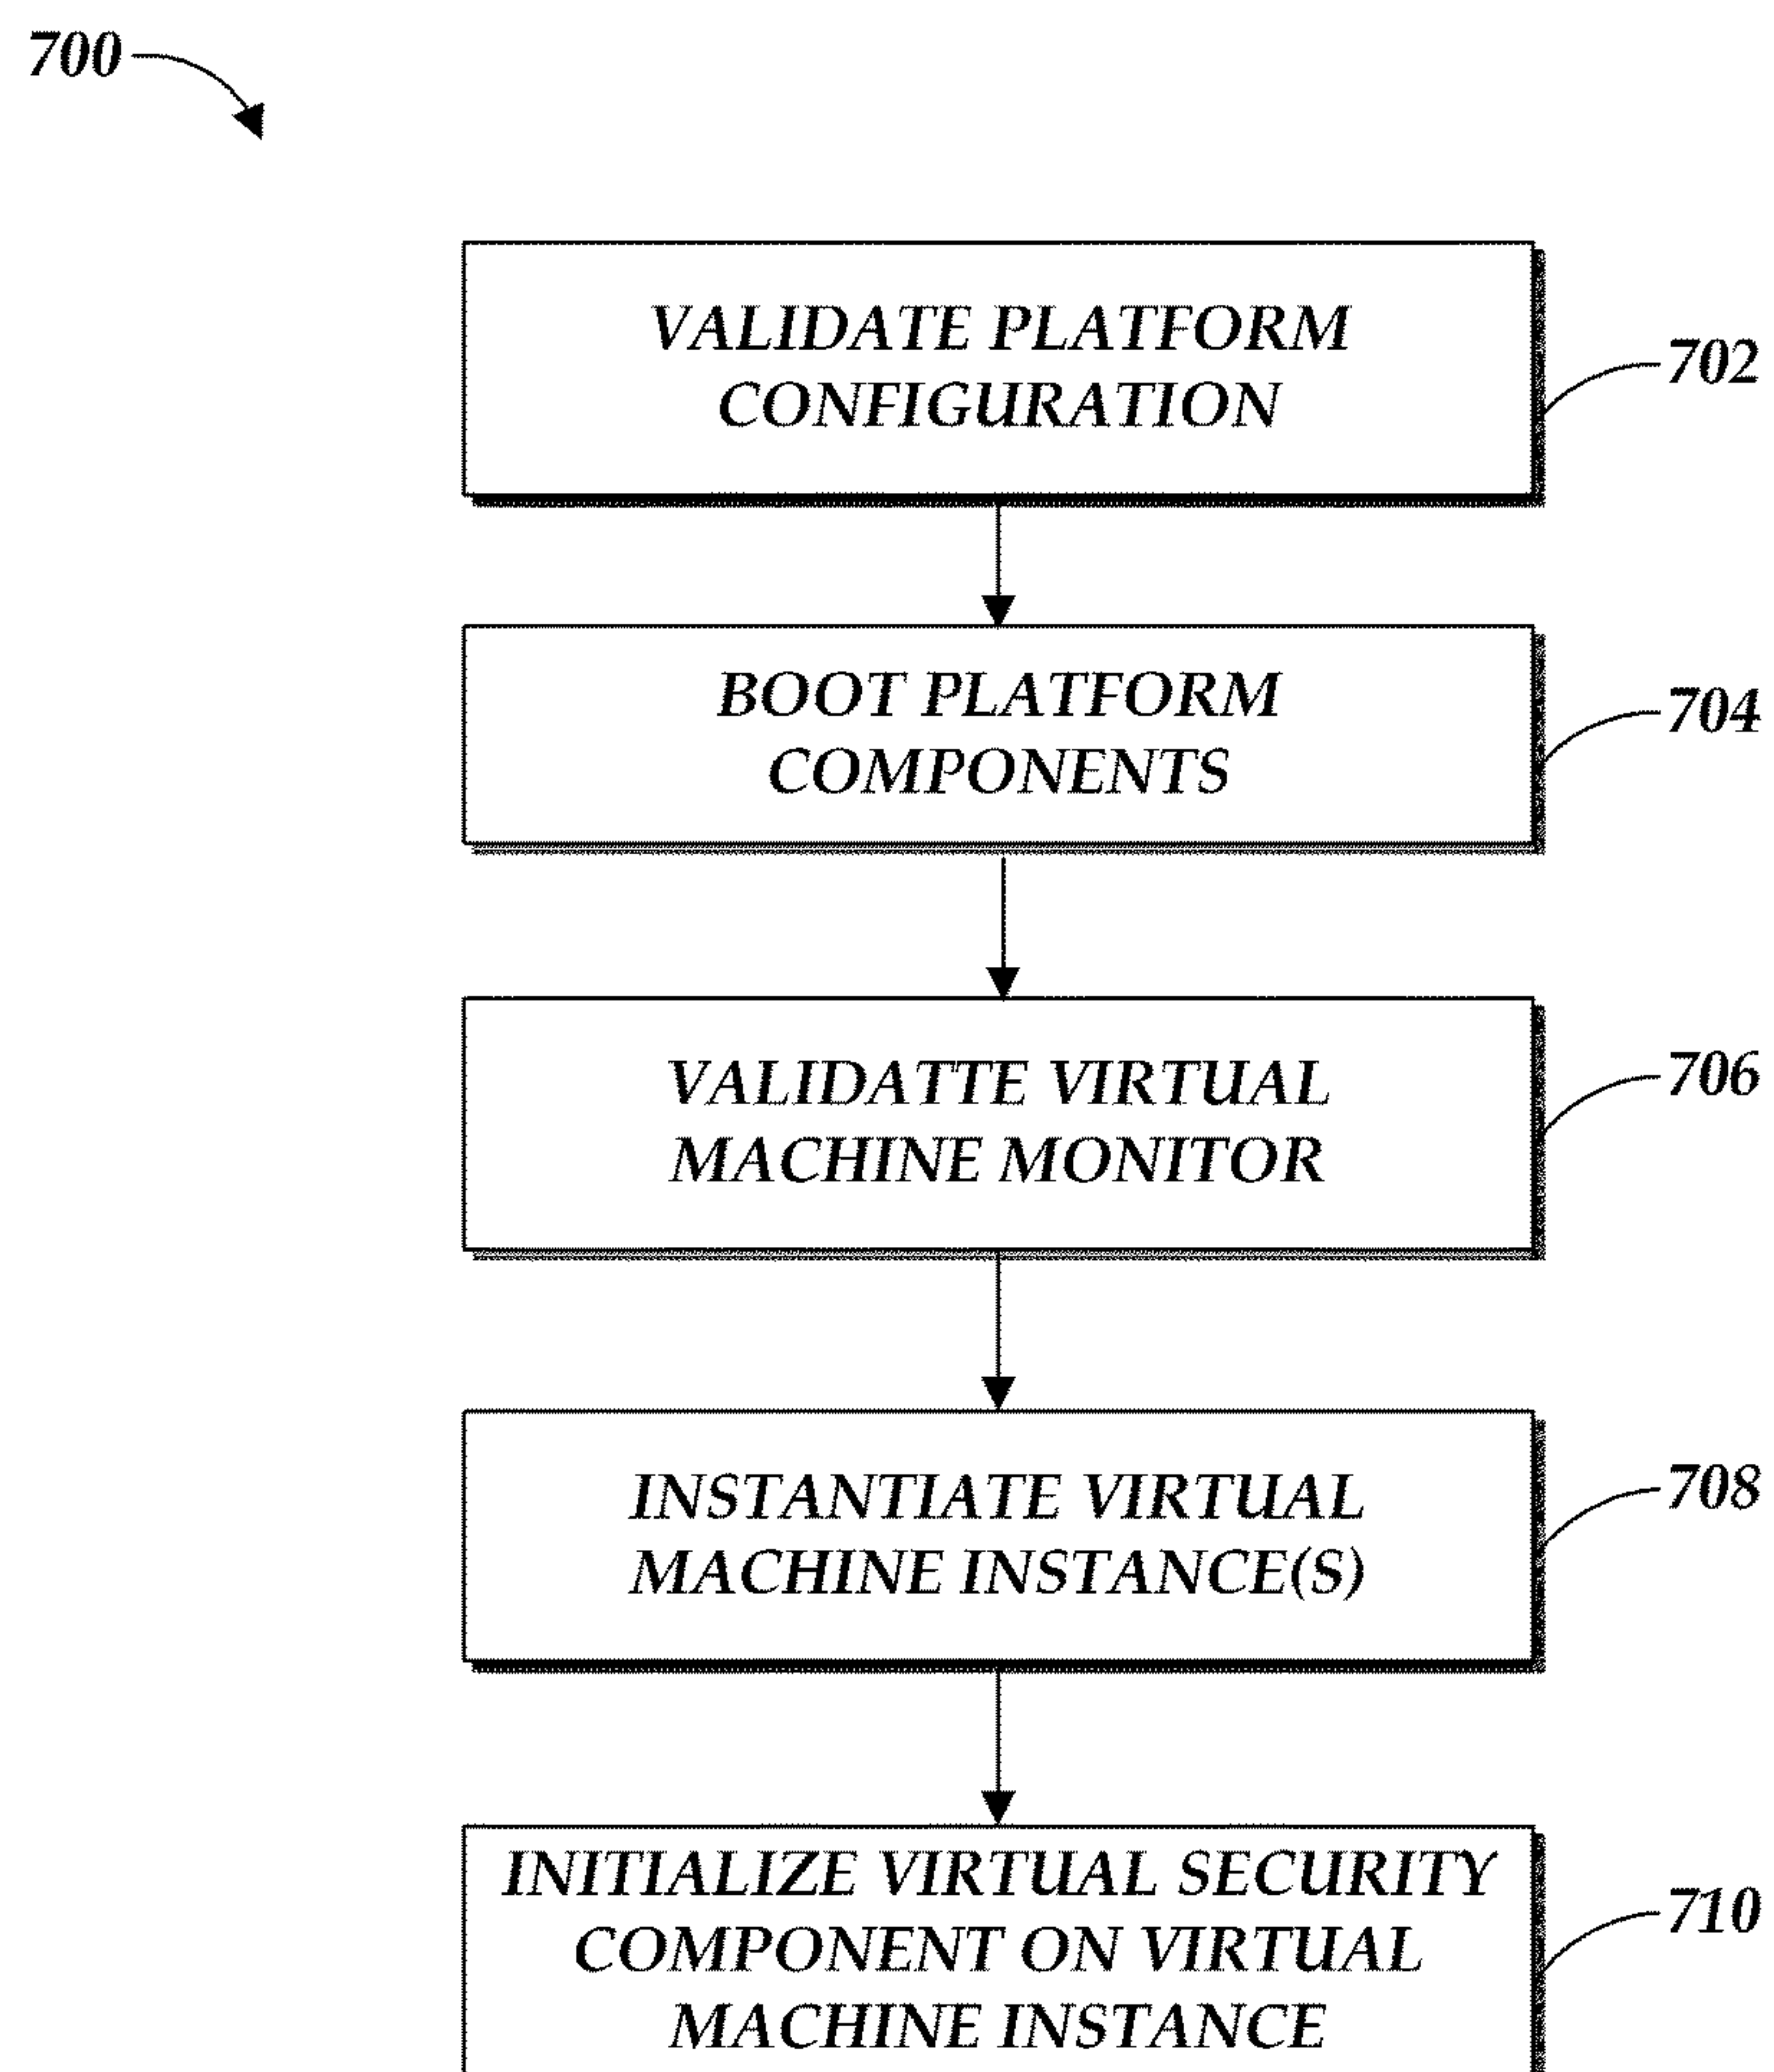 700
VALIDATE PLATFORM
CONFIGURATION
702
BOOT PLATFORM
COMPONENTS
704
VALIDATTE VIRTUAL
MACHINE MONITOR
706
INSTANTIATE VIRTUAL
MACHINE INSTANCE(S)
708
INITIALIZE VIRTUAL SECURITY
COMPONENT ON VIRTUAL
MACHINE INSTANCE
710